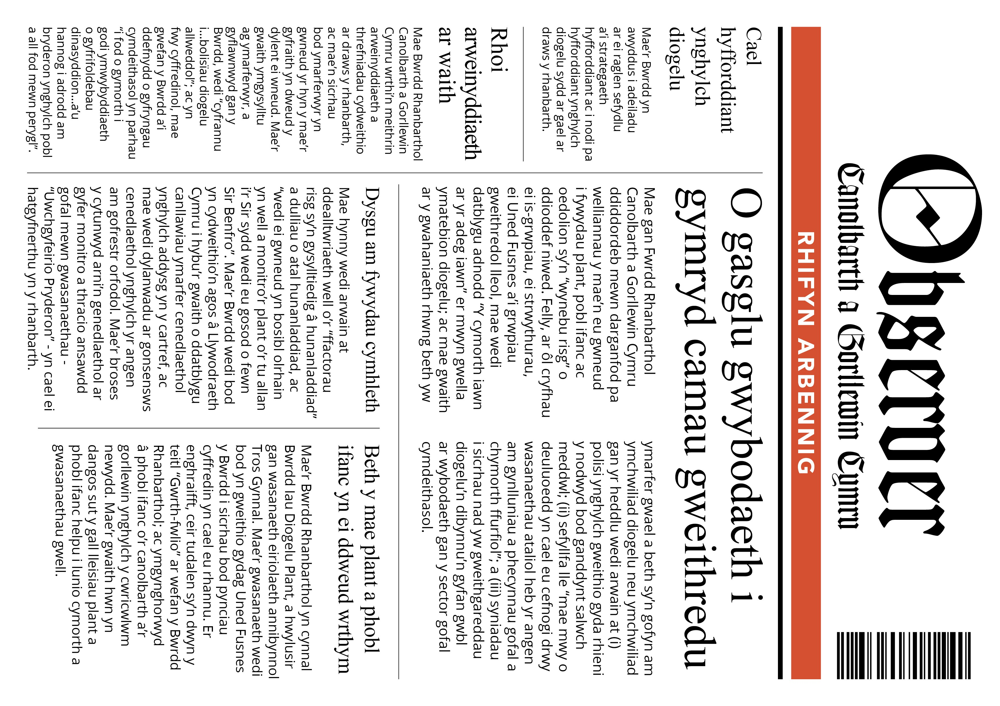 Observer
Canolbarth a Gorllewin Cymru
RHIFYN ARBENNIG
Cael
hyfforddiant
ynghylch
diogelu
Mae’r Bwrdd yn
awyddus i adeiladu
ar ei raglen sefydlu
a’i strategaeth
hyfforddiant ac i nodi pa
hyfforddiant ynghylch
diogelu sydd ar gael ar
draws y rhanbarth.
Rhoi
arweinyddiaeth
ar waith
Mae Bwrdd Rhanbarthol
Canolbarth a Gorllewin
Cymru wrthi’n meithrin
arweinyddiaeth a
threfniadau cydweithio
ar draws y rhanbarth,
ac mae’n sicrhau
bod ymarferwyr yn
gwneud yr hyn y mae’r
gyfraith yn dweud y
dylent ei wneud. Mae’r
gwaith ymgysylltu
ag ymarferwyr, a
gyflawnwyd gan y
Bwrdd, wedi “cyfrannu
i...bolisïau diogelu
allweddol”; ac yn
fwy cyffredinol, mae
gwefan y Bwrdd a’i
ddefnydd o gyfryngau
cymdeithasol yn parhau
“i fod o gymorth i
godi ymwybyddiaeth
o gyfrifoldebau
dinasyddion...a’u
hannog i adrodd am
bryderon ynghylch pobl
a all fod mewn perygl”.
O gasglu gwybodaeth i
gymryd camau gweithredu
Mae gan Fwrdd Rhanbarthol
Canolbarth a Gorllewin Cymru
ddiddordeb mewn darganfod pa
welliannau y mae’n eu gwneud
i fywydau plant, pobl ifanc ac
oedolion sy’n “wynebu risg” o
ddioddef niwed. Felly, ar ôl cryfhau
ei is-grwpiau, ei strwythurau,
ei Uned Fusnes a’i grwpiau
gweithredol lleol, mae wedi
datblygu adnodd “Y cymorth iawn
ar yr adeg iawn” er mwyn gwella
ymatebion diogelu; ac mae gwaith
ar y gwahaniaeth rhwng beth yw
ymarfer gwael a beth sy’n gofyn am
ymchwiliad diogelu neu ymchwiliad
gan yr heddlu wedi arwain at (i)
polisi ynghylch gweithio gyda rhieni
y nodwyd bod ganddynt salwch
meddwl; (ii) sefyllfa lle “mae mwy o
deuluoedd yn cael eu cefnogi drwy
wasanaethau ataliol heb yr angen
am gynlluniau a phecynnau gofal a
chymorth ffurfiol”; a (iii) syniadau
i sicrhau nad yw gweithgareddau
diogelu’n dibynnu’n gyfan gwbl
ar wybodaeth gan y sector gofal
cymdeithasol.
Dysgu am fywydau cymhleth
Mae hynny wedi arwain at
ddealltwriaeth well o’r “ffactorau
risg sy’n gysylltiedig â hunanladdiad”
a dulliau o atal hunanladdiad, ac
“wedi ei gwneud yn bosibl olrhain
yn well a monitro’r plant o’r tu allan
i’r Sir sydd wedi eu gosod o fewn
Sir Benfro”. Mae’r Bwrdd wedi bod
yn cydweithio’n agos â Llywodraeth
Cymru i hybu’r gwaith o ddatblygu
canllawiau ymarfer cenedlaethol
ynghylch addysg yn y cartref, ac
mae wedi dylanwadu ar gonsensws
cenedlaethol ynghylch yr angen
am gofrestr orfodol. Mae’r broses
y cytunwyd arni’n genedlaethol ar
gyfer monitro a thracio ansawdd
gofal mewn gwasanaethau -
“Uwchgyfeirio Pryderon” - yn cael ei
hatgyfnerthu yn y rhanbarth.
Beth y mae plant a phobl
ifanc yn ei ddweud wrthym
Mae’r Bwrdd Rhanbarthol yn cynnal
Bwrdd Iau Diogelu Plant, a hwylusir
gan wasanaeth eiriolaeth annibynnol
Tros Gynnal. Mae’r gwasanaeth wedi
bod yn gweithio gydag Uned Fusnes
y Bwrdd i sicrhau bod pynciau
cyffredin yn cael eu rhannu. Er
enghraifft, ceir tudalen sy’n dwyn y
teitl “Gwrth-fwlio” ar wefan y Bwrdd
Rhanbarthol; ac ymgynghorwyd
â phobl ifanc o’r canolbarth a’r
gorllewin ynghylch y cwricwlwm
newydd. Mae’r gwaith hwn yn
dangos sut y gall lleisiau plant a
phobl ifanc helpu i lunio cymorth a
gwasanaethau gwell.